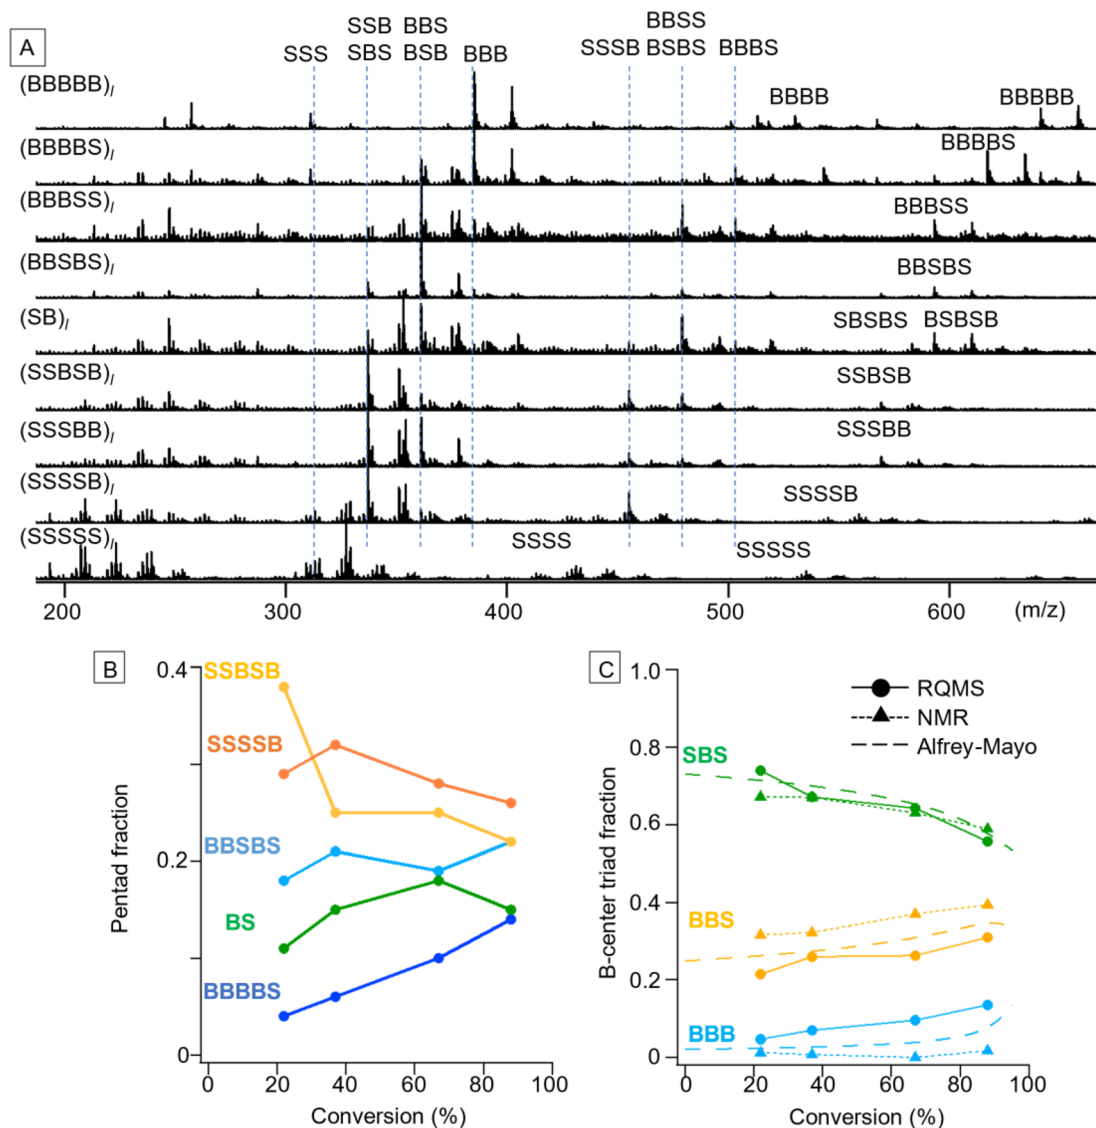 A
SSS
SSB
SBS
BBS
BSB
BBB
SSSB
BBSS
BSBS
BBBS
(BBBBB)l
BBBB
BBBBB
(BBBBS)l
BBBBS
(BBBSS)l
BBBSS
(BBSBS)l
BBSBS
(SB)l
SBSBS
BSBSB
(SSBSB)l
SSBSB
(SSSBB)l
SSSBB
(SSSSB)l
SSSSB
(SSSSS)l
SSSS
SSSSS
200 300 400 500 600 (m/z)
B
Pentad fraction
0.4
0.2
0
SSBSB
SSSSB
BBSBS
BS
BBBBS
0 20 40 60 80 100
Conversion (%)
C
B-center triad fraction
1.0
0.8
0.6
0.4
0.2
0
RQMS
NMR
Alfrey-Mayo
SBS
BBS
BBB
0 20 40 60 80 100
Conversion (%)